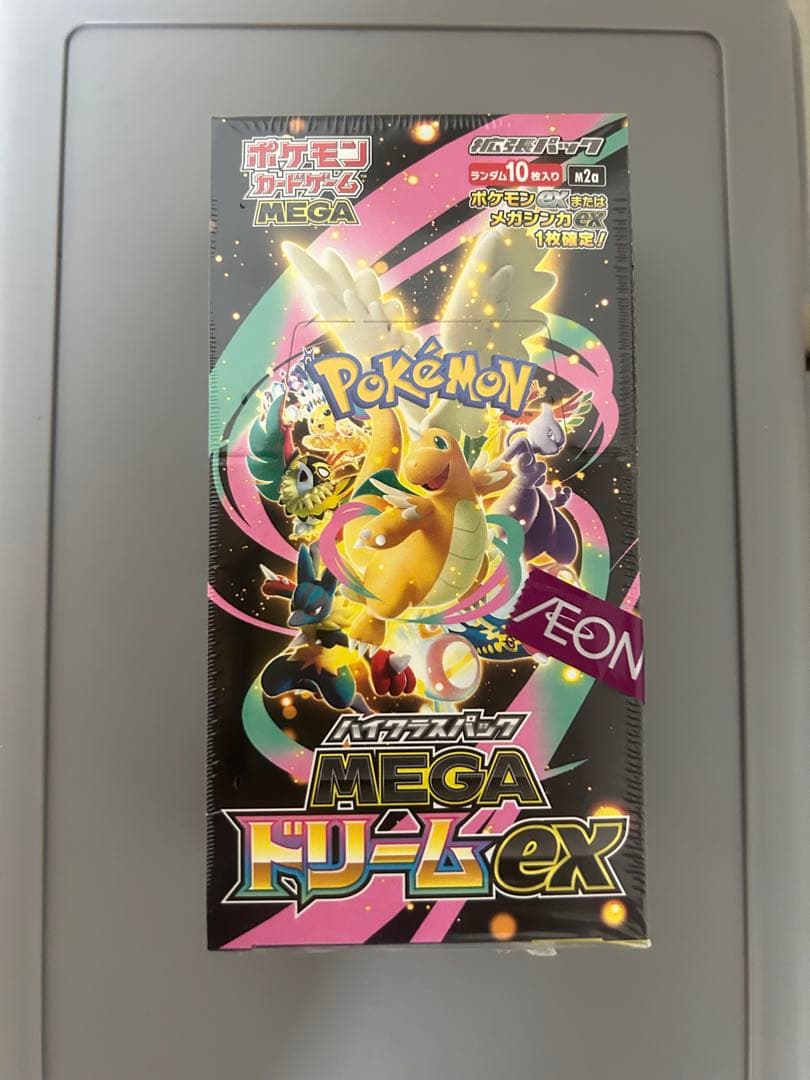 ポケモン
カードゲーム
MEGA
拡張パック
ランダム10枚入り M2a
ポケモンexまたは
メガシンカex
1枚確定!
POKéMON
TM
ÆON
ハイクラスパック
MEGA
ドリームex